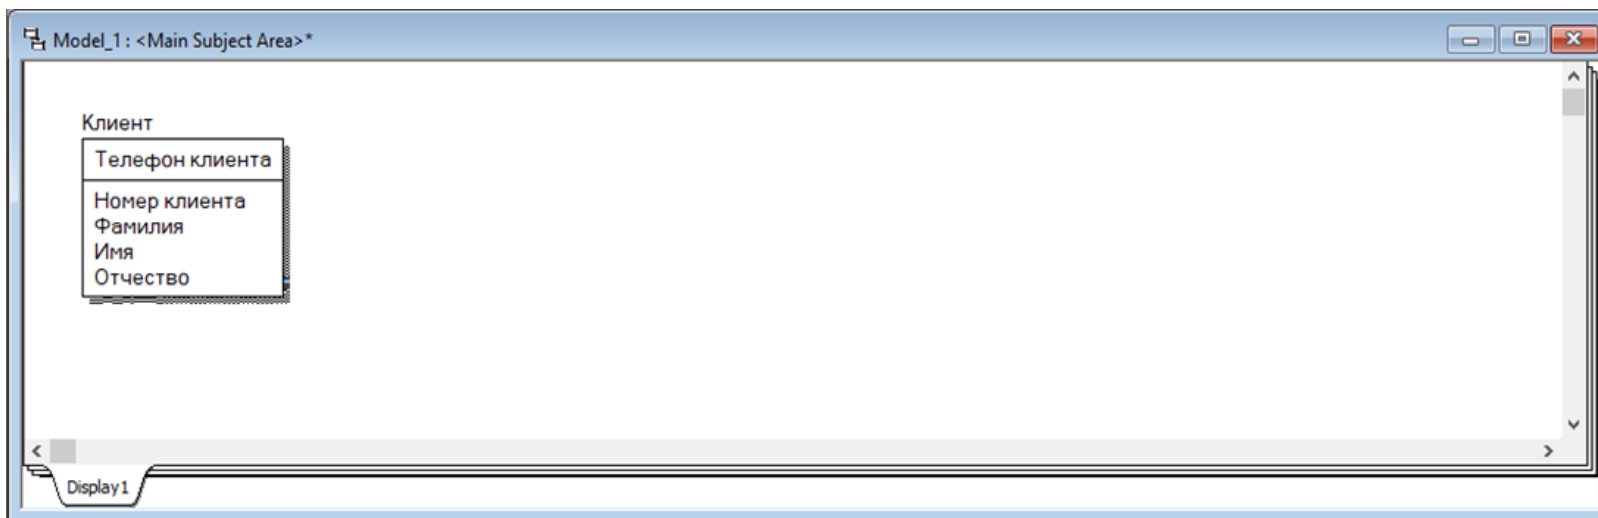 Model_1 : <Main Subject Area>*
Клиент
Телефон клиента
Номер клиента
Фамилия
Имя
Отчество
Display1